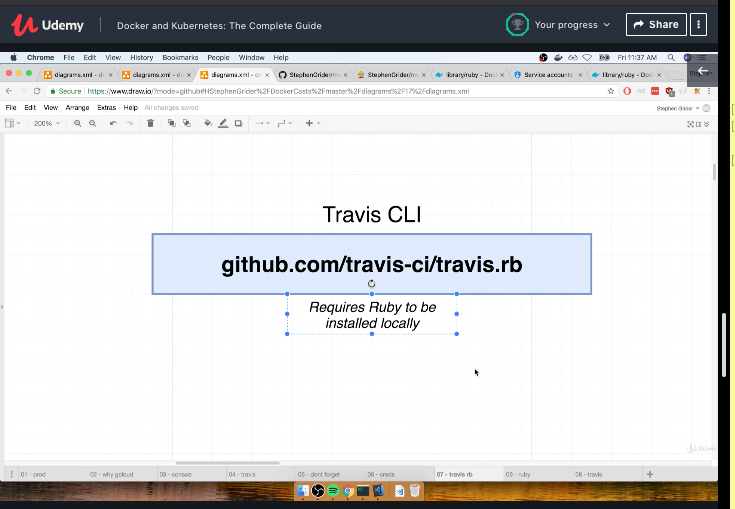 Udemy
Docker and Kubernetes: The Complete Guide
Your progress
Share
Chrome File Edit View History Bookmarks People Window Help
Fri 11:37 AM
diagrams.xml - d
diagrams.xml - di
diagrams.xml - di
StephenGrider/
StephenGrider/
library/ruby - Doc
Service accounts
library/ruby - Doc
Secure
https://www.draw.io/?mode=github#HStephenGrider%2FDockerCasts%2Fmaster%2Fdiagrams%2F17%2Fdiagrams.xml
File Edit View Arrange Extras Help All changes saved
Stephen Grider
200%
Travis CLI
github.com/travis-ci/travis.rb
Requires Ruby to be
installed locally
Udemy
01 - prod
02 - why gcloud
03 - console
04 - travis
05 - dont forget
06 - creds
07 - travis rb
09 - ruby
08 - travis